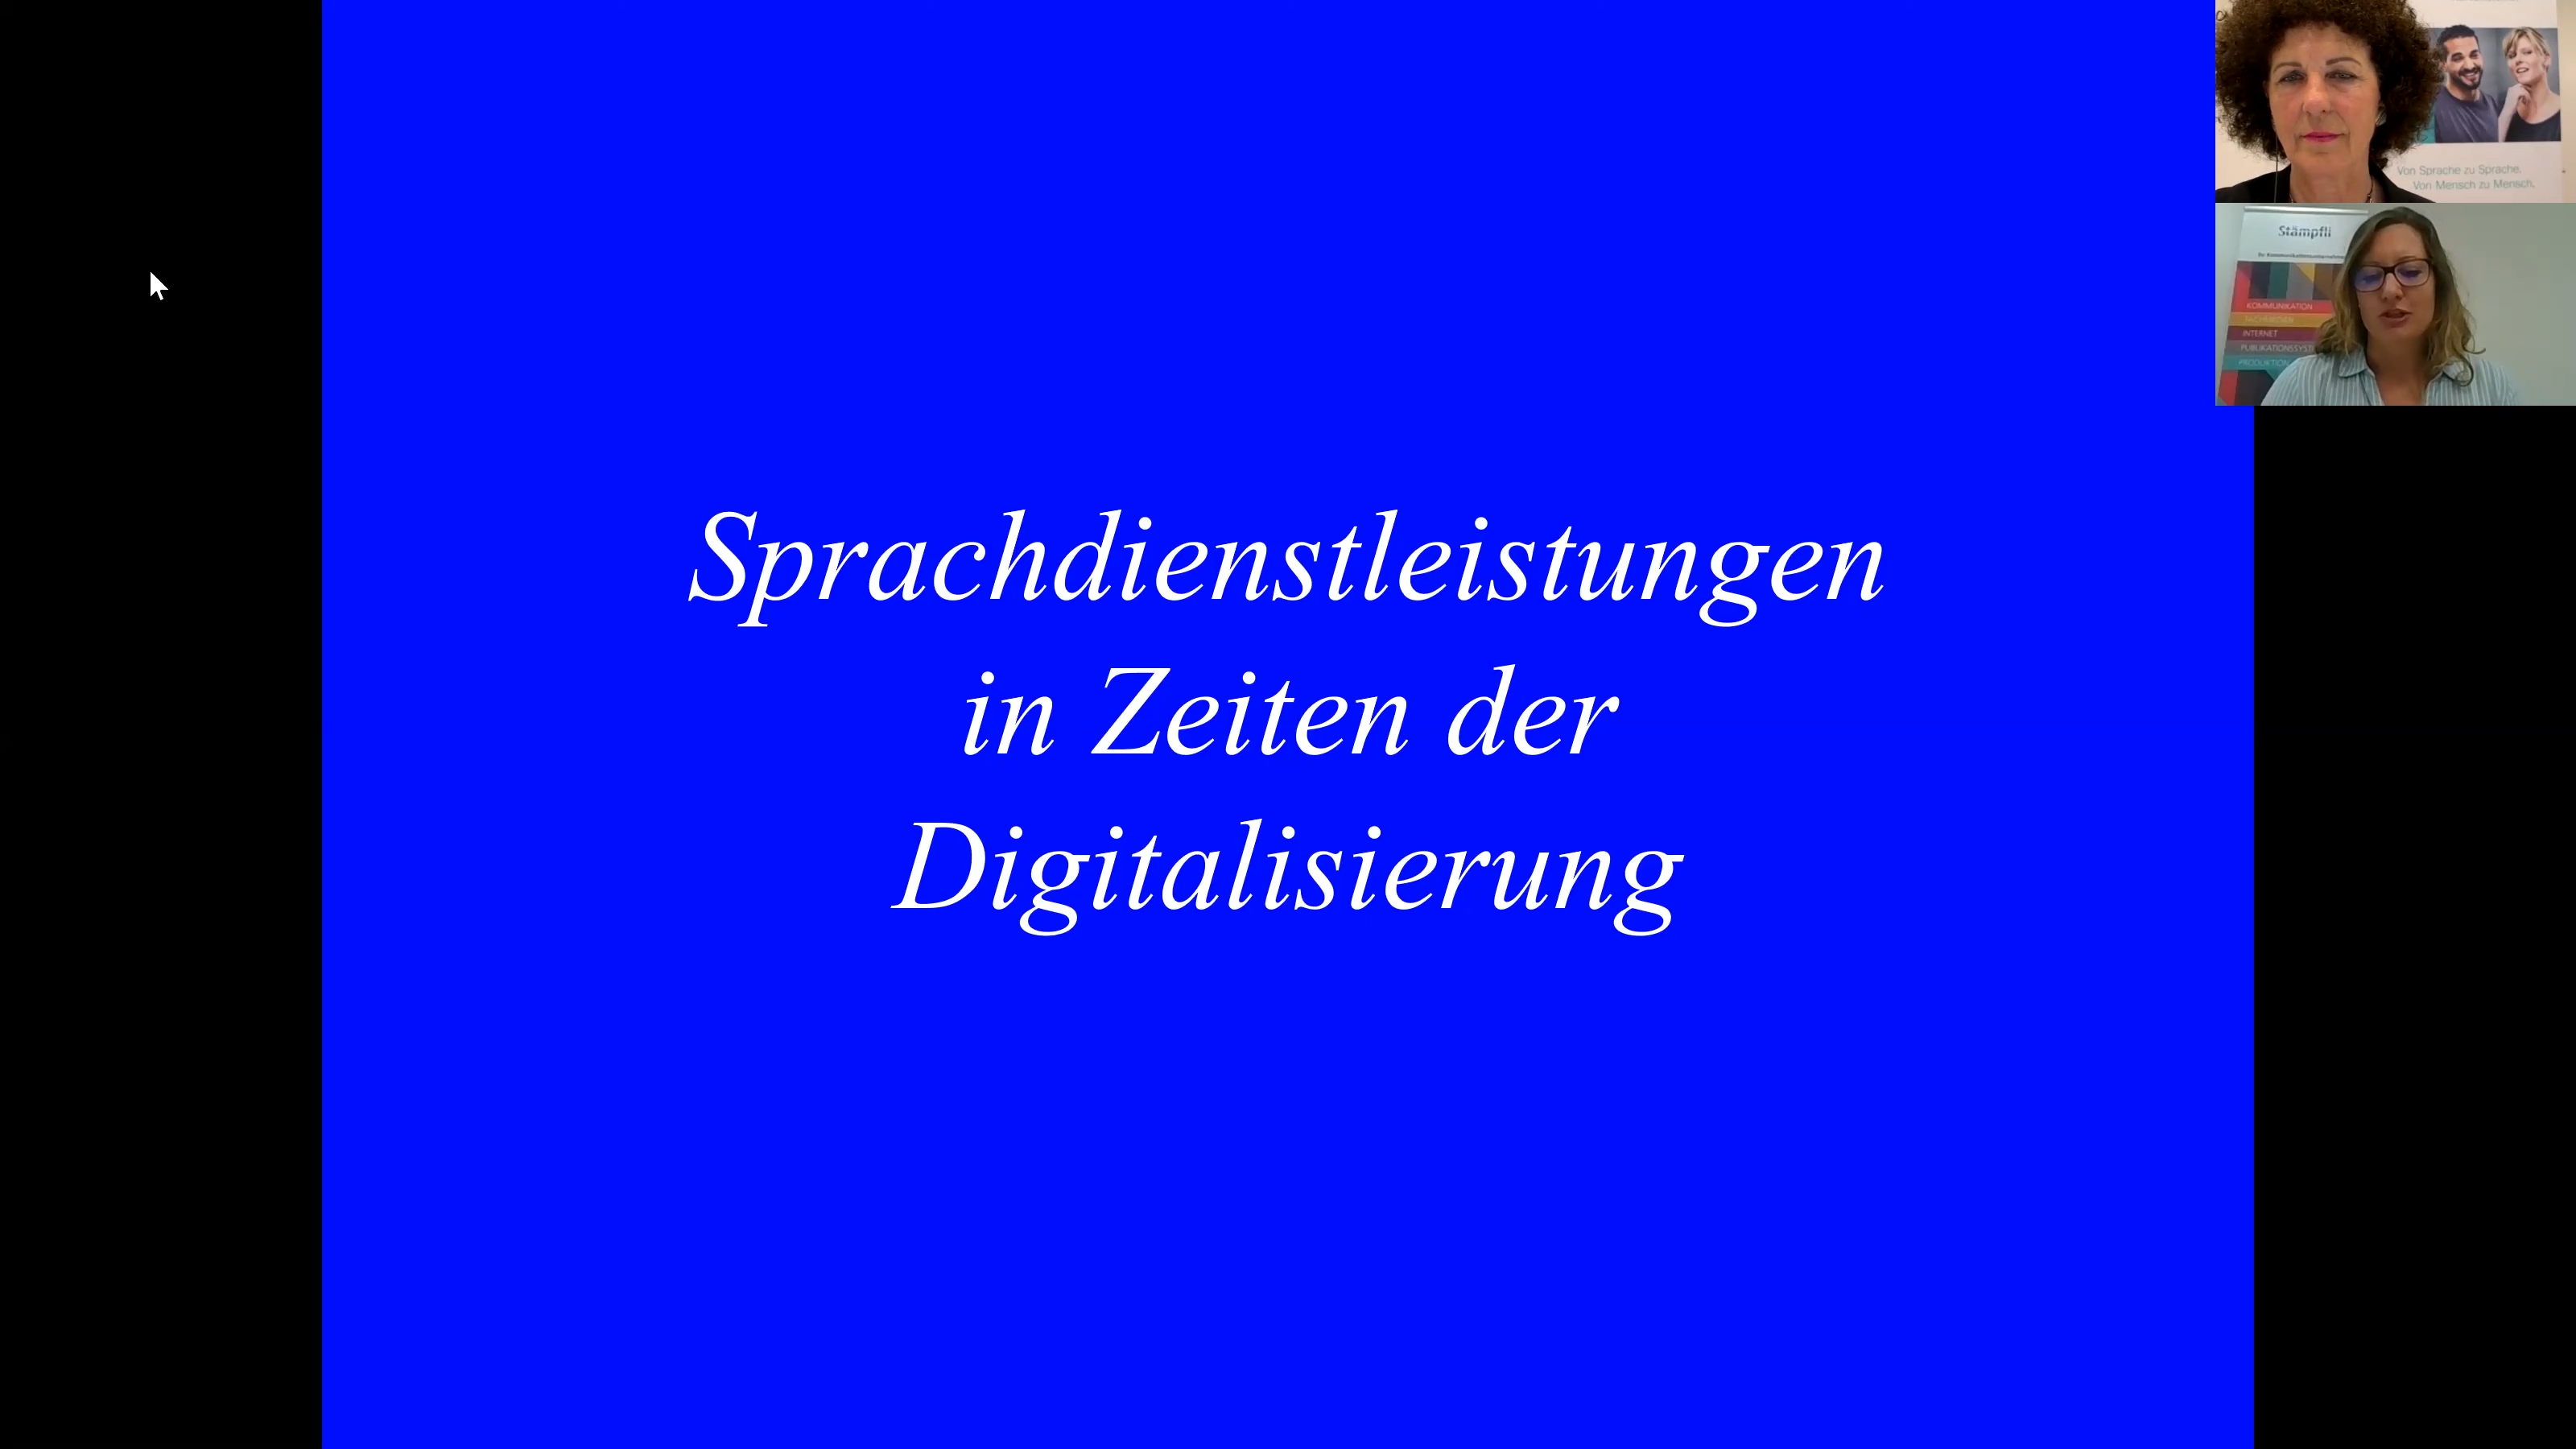 Sprachdienstleistungen
in Zeiten der
Digitalisierung
Von Sprache zu Sprache.
Von Mensch zu Mensch.
Stämpfli
KOMMUNIKATION
INTERNET